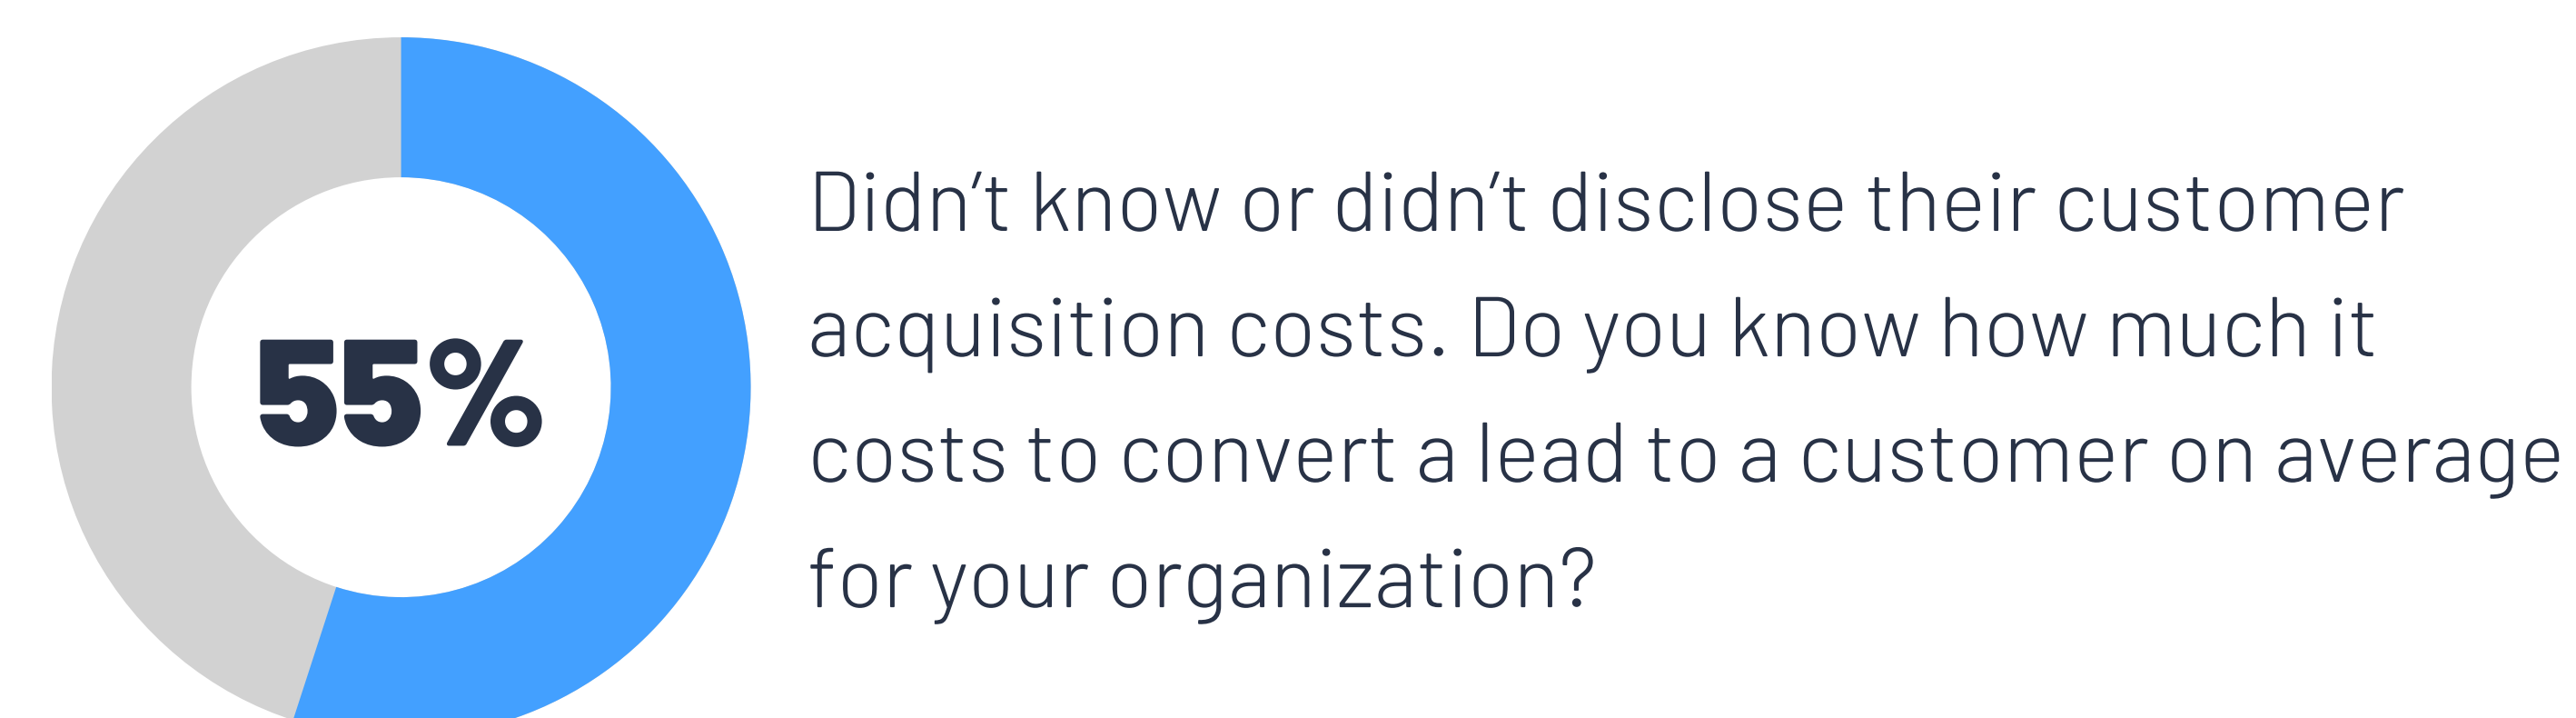 55%
Didn’t know or didn’t disclose their customer
acquisition costs. Do you know how much it
costs to convert a lead to a customer on average
for your organization?